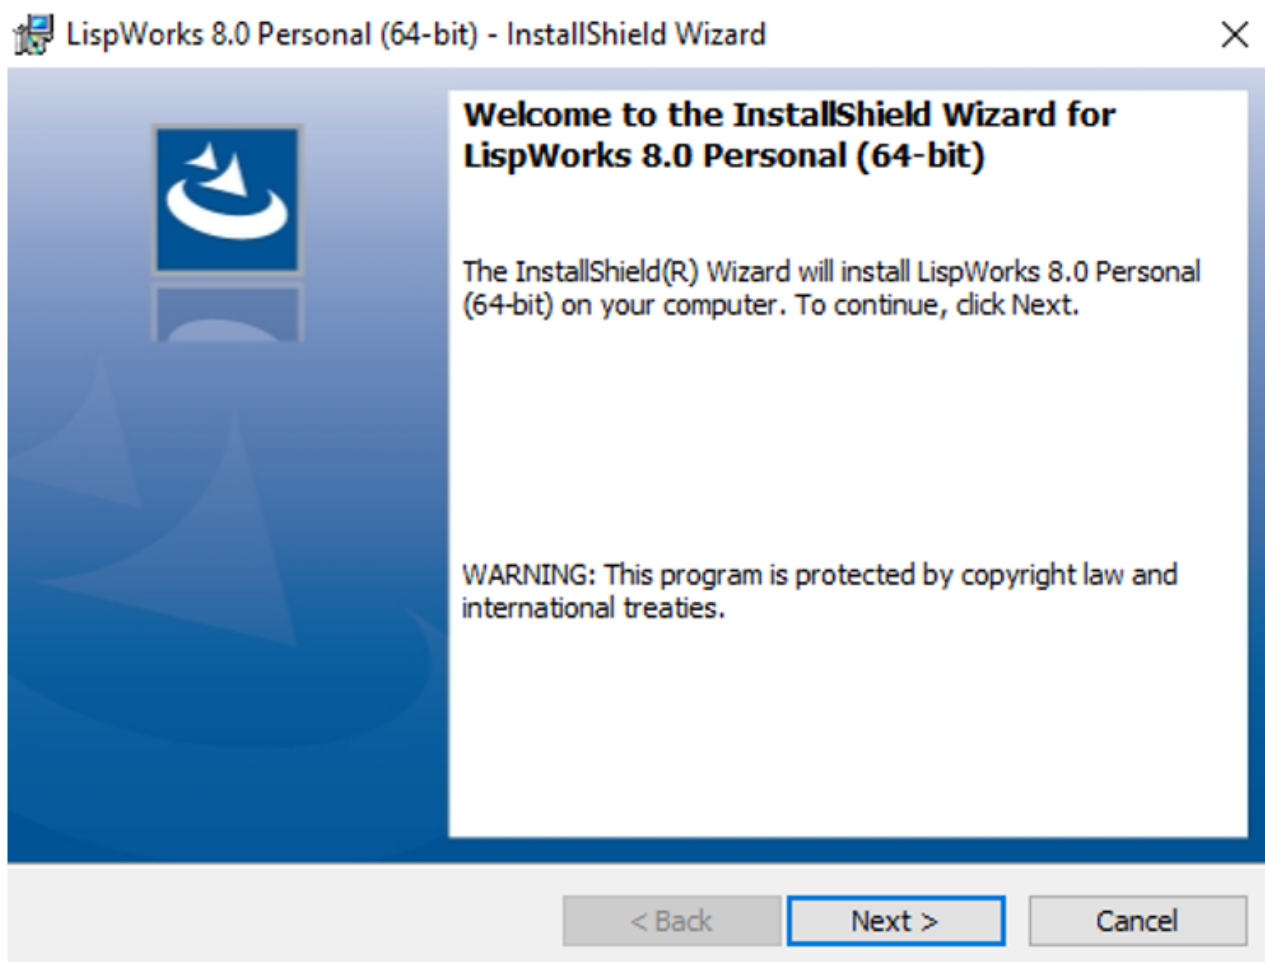 LispWorks 8.0 Personal (64-bit) - InstallShield Wizard
Welcome to the InstallShield Wizard for
LispWorks 8.0 Personal (64-bit)
The InstallShield(R) Wizard will install LispWorks 8.0 Personal
(64-bit) on your computer. To continue, click Next.
WARNING: This program is protected by copyright law and
international treaties.
< Back
Next >
Cancel